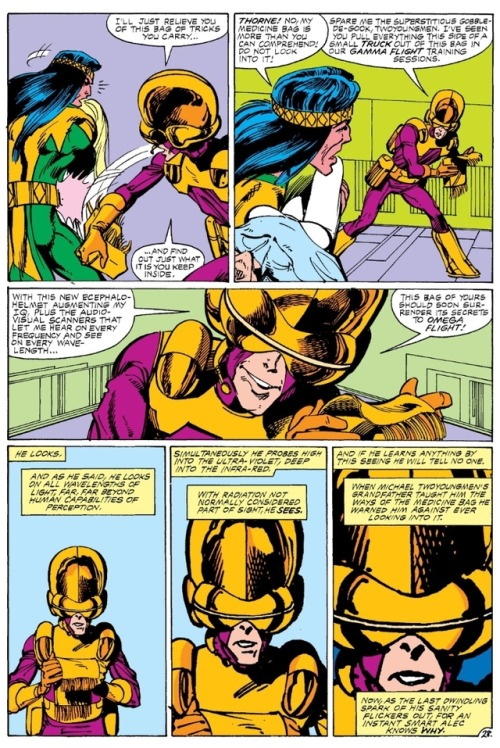 I'LL JUST RELIEVE YOU
OF THIS BAG OF TRICKS
YOU CARRY...
...AND FIND
OUT JUST WHAT
IT IS YOU KEEP
INSIDE.
THORNE! NO, MY
MEDICINE BAG IS
MORE THAN YOU
CAN COMPREHEND!
DO NOT LOOK
INTO IT!
SPARE ME THE SUPERSTITIOUS GOBBLE-
DE-GOOK, TWOYOUNGMEN. I'VE SEEN
YOU PULL EVERYTHING THIS SIDE OF A
SMALL TRUCK OUT OF THIS BAG IN
OUR GAMMA FLIGHT TRAINING
SESSIONS.
WITH THIS NEW ECEPHALO-
HELMET AUGMENTING MY
I.Q., PLUS THE AUDIO-
VISUAL SCANNERS THAT
LET ME HEAR ON EVERY
FREQUENCY AND SEE
ON EVERY WAVE-
LENGTH...
THIS BAG OF YOURS
SHOULD SOON SUR-
RENDER ITS SECRETS
TO OMEGA
FLIGHT!
HE LOOKS.
AND AS HE SAID, HE LOOKS
ON ALL WAVELENGTHS OF
LIGHT, FAR, FAR BEYOND
HUMAN CAPABILITIES OF
PERCEPTION.
SIMULTANEOUSLY HE PROBES HIGH
INTO THE ULTRA-VIOLET, DEEP
INTO THE INFRA-RED.
WITH RADIATION NOT
NORMALLY CONSIDERED
PART OF SIGHT, HE SEES.
AND IF HE LEARNS ANYTHING BY
THIS SEEING HE WILL TELL NO ONE.
WHEN MICHAEL TWOYOUNGMEN'S
GRANDFATHER TAUGHT HIM THE
WAYS OF THE MEDICINE BAG HE
WARNED HIM AGAINST EVER
LOOKING INTO IT.
NOW, AS THE LAST DWINDLING
SPARK OF HIS SANITY
FLICKERS OUT, FOR AN
INSTANT SMART ALEC
KNOWS WHY.
28